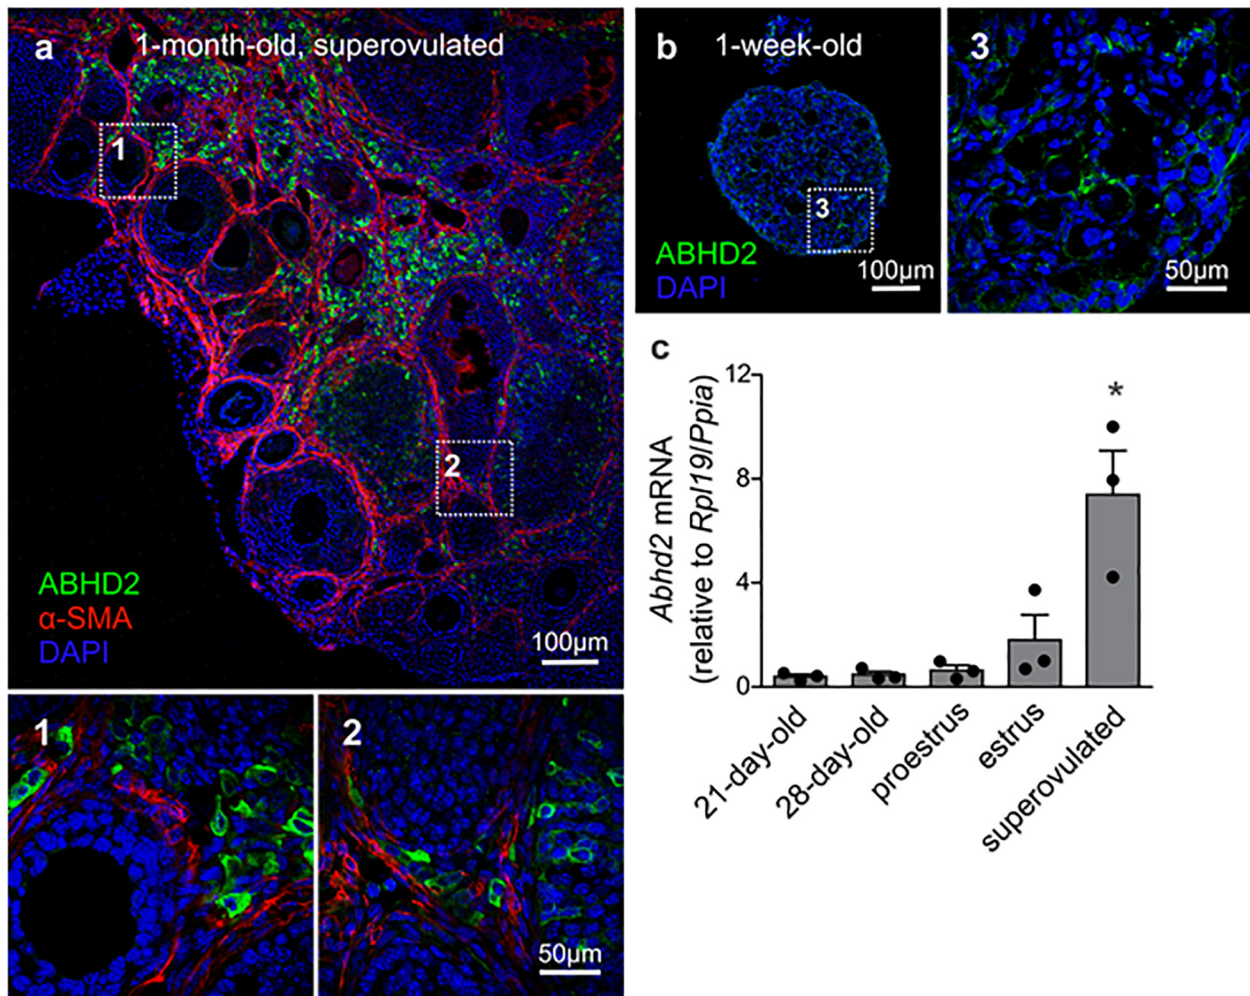 a
1-month-old, superovulated
1
2
ABHD2
α-SMA
DAPI
100µm
1
2
50µm
b
1-week-old
3
ABHD2
DAPI
100µm
3
50µm
c
Abhd2 mRNA
(relative to Rpl19/Ppia)
12
8
4
0
*
21-day-old
28-day-old
proestrus
estrus
superovulated